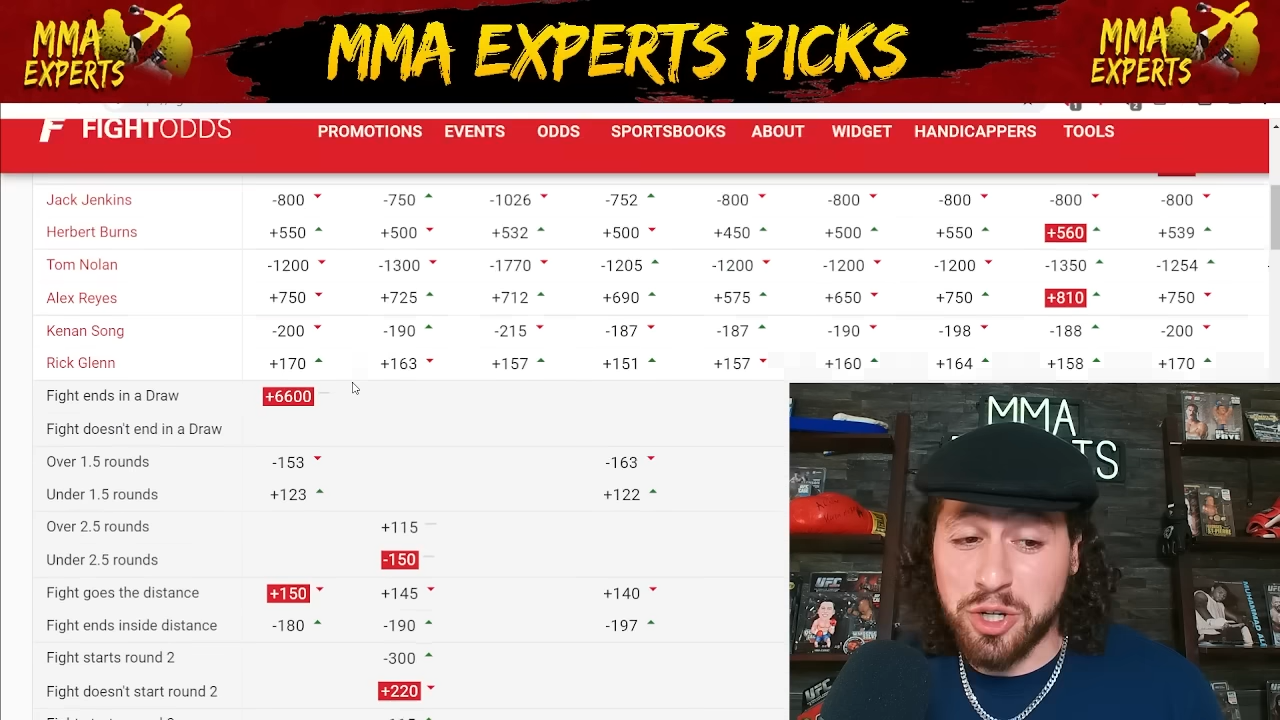 MMA EXPERTS
MMA EXPERTS PICKS
MMA EXPERTS
FIGHTODDS PROMOTIONS EVENTS ODDS SPORTSBOOKS ABOUT WIDGET HANDICAPPERS TOOLS
Jack Jenkins -800 -750 -1026 -752 -800 -800 -800 -800 -800
Herbert Burns +550 +500 +532 +500 +450 +500 +550 +560 +539
Tom Nolan -1200 -1300 -1770 -1205 -1200 -1200 -1200 -1350 -1254
Alex Reyes +750 +725 +712 +690 +575 +650 +750 +810 +750
Kenan Song -200 -190 -215 -187 -187 -190 -198 -188 -200
Rick Glenn +170 +163 +157 +151 +157 +160 +164 +158 +170
Fight ends in a Draw +6600
Fight doesn't end in a Draw
Over 1.5 rounds -153 -163
Under 1.5 rounds +123 +122
Over 2.5 rounds +115
Under 2.5 rounds -150
Fight goes the distance +150 +145 +140
Fight ends inside distance -180 -190 -197
Fight starts round 2 -300
Fight doesn't start round 2 +220
MMA
UFC
FRYE
MUHAMMAD
UFC